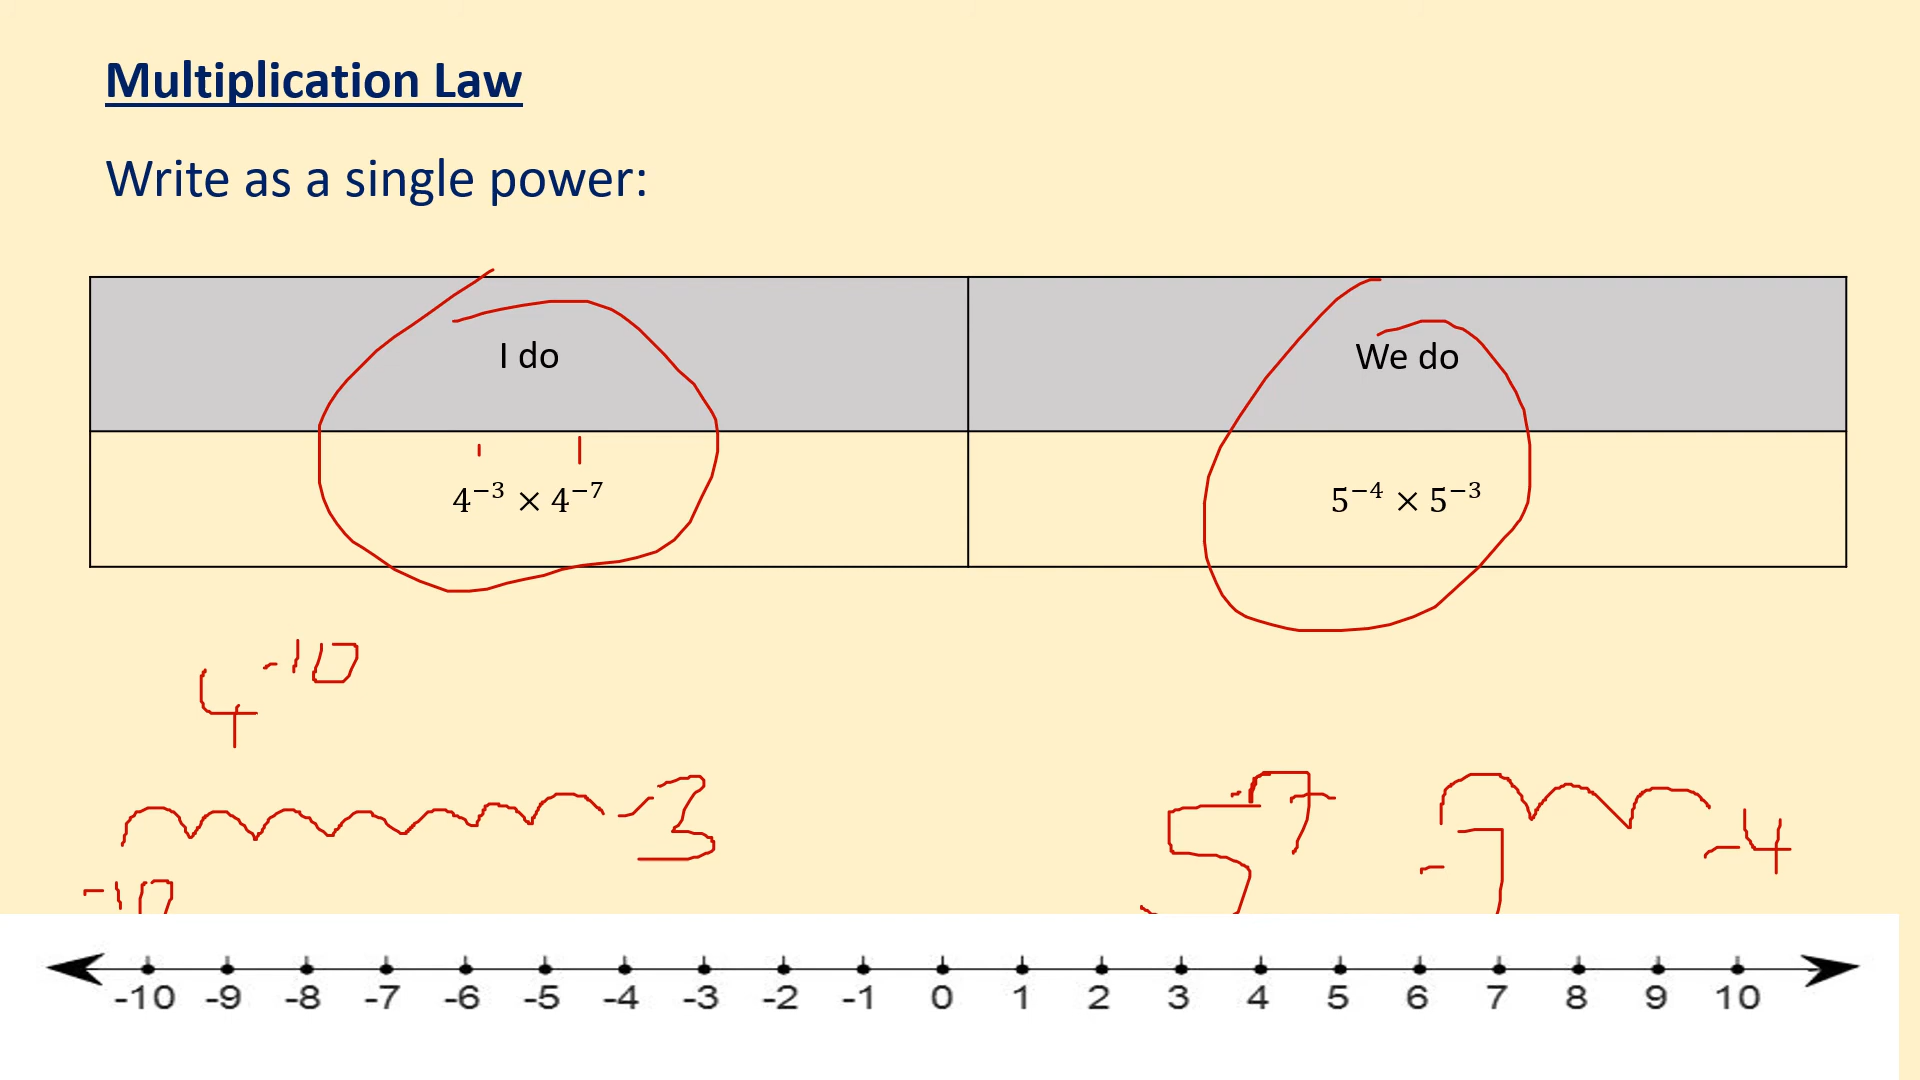 Multiplication Law
Write as a single power:
I do
We do
4⁻³ × 4⁻⁷
5⁻⁴ × 5⁻³
4⁻¹⁰
-3
5⁻⁷
-4
-10
-7
-10 -9 -8 -7 -6 -5 -4 -3 -2 -1 0 1 2 3 4 5 6 7 8 9 10